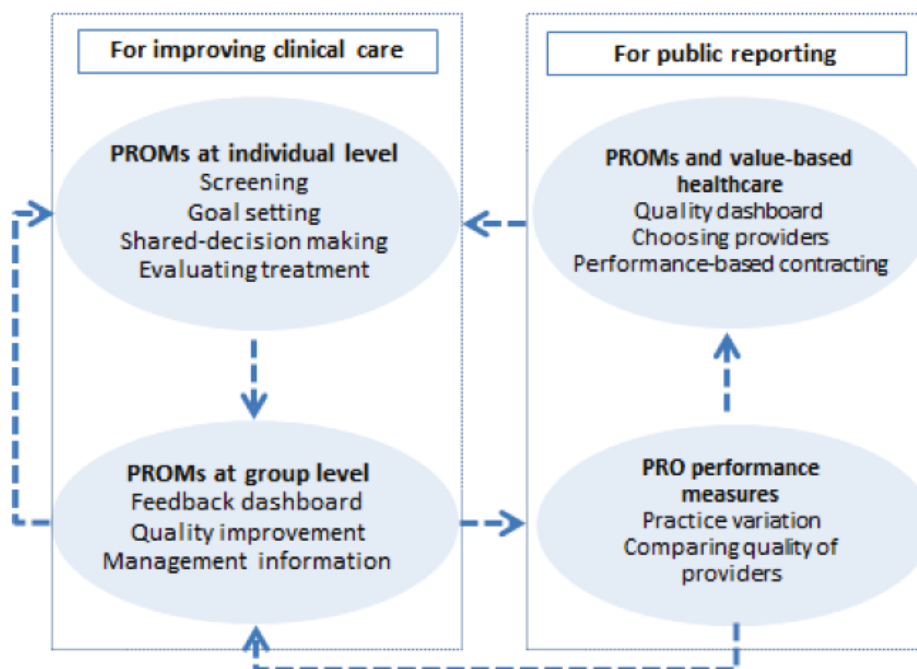 For improving clinical care
PROMs at individual level
Screening
Goal setting
Shared-decision making
Evaluating treatment
PROMs at group level
Feedback dashboard
Quality improvement
Management information
For public reporting
PROMs and value-based
healthcare
Quality dashboard
Choosing providers
Performance-based contracting
PRO performance
measures
Practice variation
Comparing quality of
providers